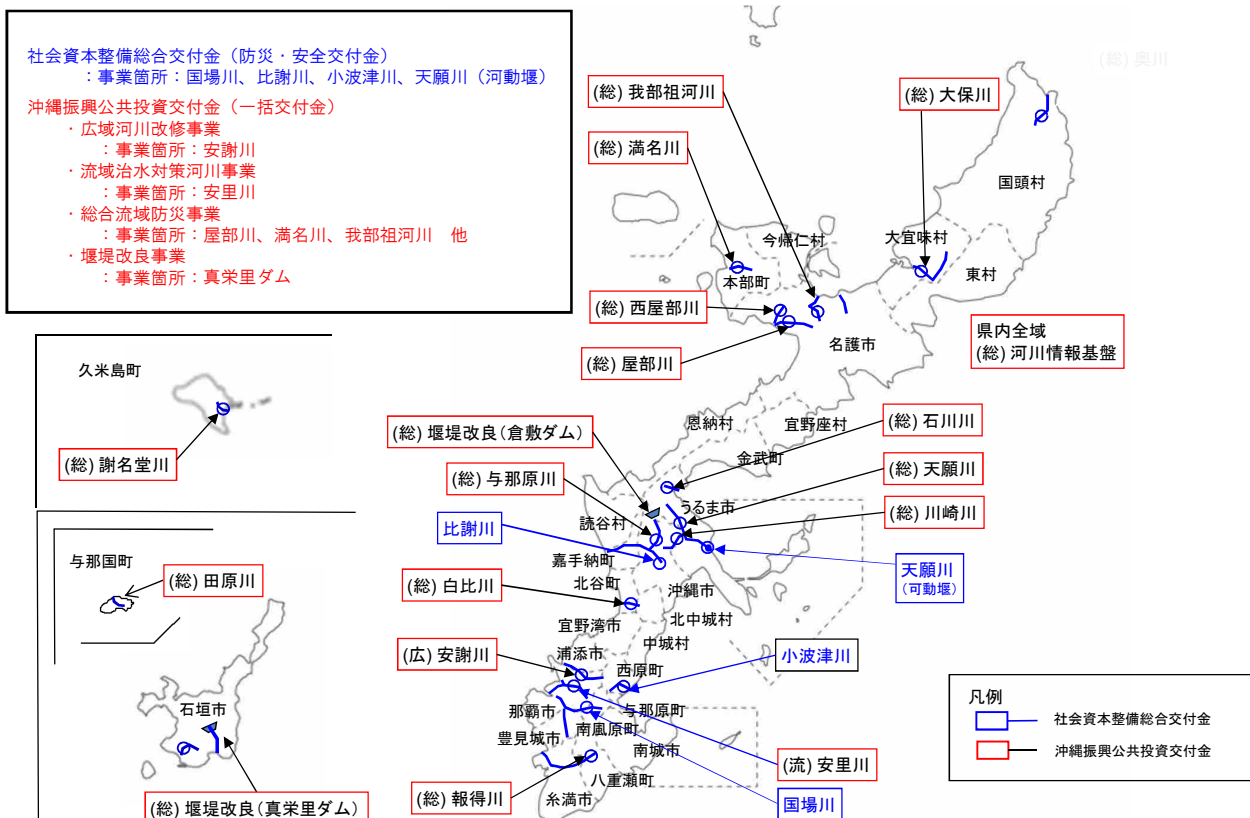 社会資本整備総合交付金（防災・安全交付金）
：事業箇所：国場川、比謝川、小波津川、天願川（河動堰）
沖縄振興公共投資交付金（一括交付金）
・広域河川改修事業
：事業箇所：安謝川
・流域治水対策河川事業
：事業箇所：安里川
・総合流域防災事業
：事業箇所：屋部川、満名川、我部祖河川　他
・堰堤改良事業
：事業箇所：真栄里ダム
(総) 奥川
(総) 我部祖河川
(総) 大保川
(総) 満名川
国頭村
今帰仁村
大宜味村
東村
本部町
(総) 西屋部川
(総) 屋部川
名護市
県内全域
(総) 河川情報基盤
久米島町
(総) 謝名堂川
恩納村
宜野座村
金武町
(総) 堰堤改良（倉敷ダム）
(総) 石川川
(総) 与那原川
(総) 天願川
うるま市
(総) 川崎川
読谷村
比謝川
嘉手納町
天願川
（可動堰）
北谷町
沖縄市
(総) 白比川
北中城村
宜野湾市
中城村
与那国町
(総) 田原川
浦添市
(広) 安謝川
西原町
小波津川
那覇市
与那原町
南風原町
豊見城市
南城市
(流) 安里川
八重瀬町
(総) 報得川
糸満市
国場川
石垣市
(総) 堰堤改良（真栄里ダム）
凡例
社会資本整備総合交付金
沖縄振興公共投資交付金